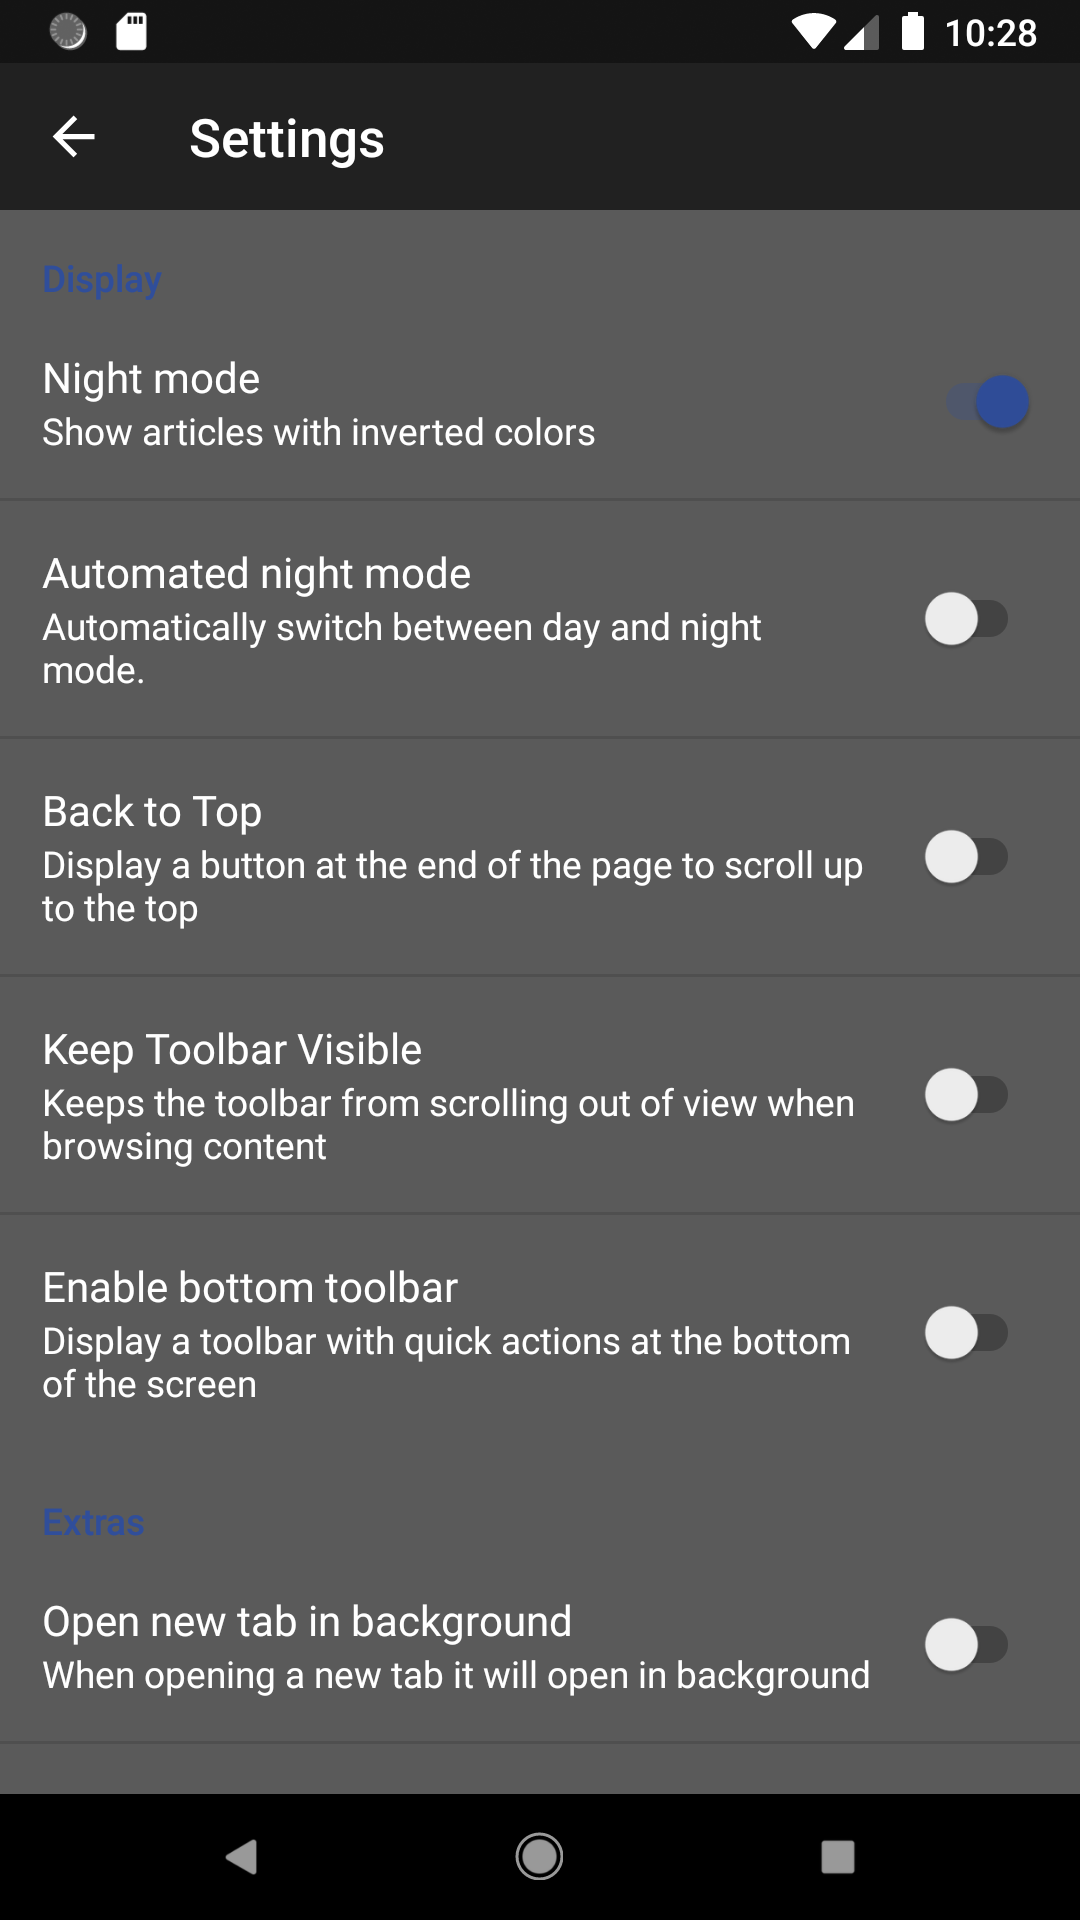 10:28
Settings
Display
Night mode
Show articles with inverted colors
Automated night mode
Automatically switch between day and night
mode.
Back to Top
Display a button at the end of the page to scroll up
to the top
Keep Toolbar Visible
Keeps the toolbar from scrolling out of view when
browsing content
Enable bottom toolbar
Display a toolbar with quick actions at the bottom
of the screen
Extras
Open new tab in background
When opening a new tab it will open in background